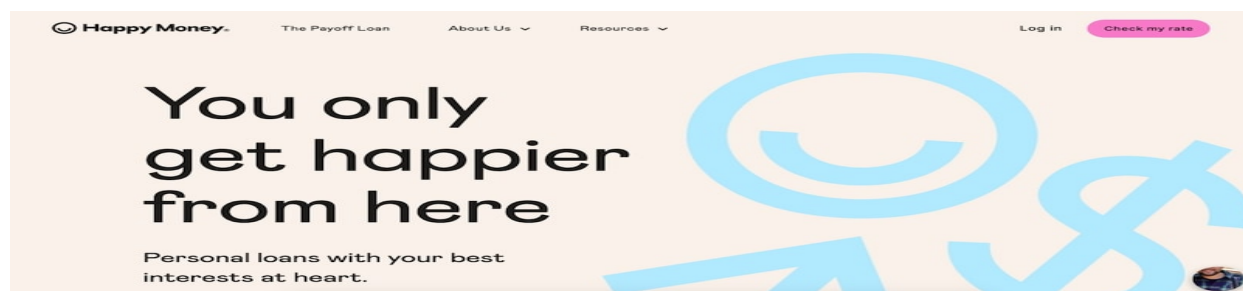 Happy Money.
The Payoff Loan
About Us
Resources
Log in
Check my rate
You only
get happier
from here
Personal loans with your best
interests at heart.